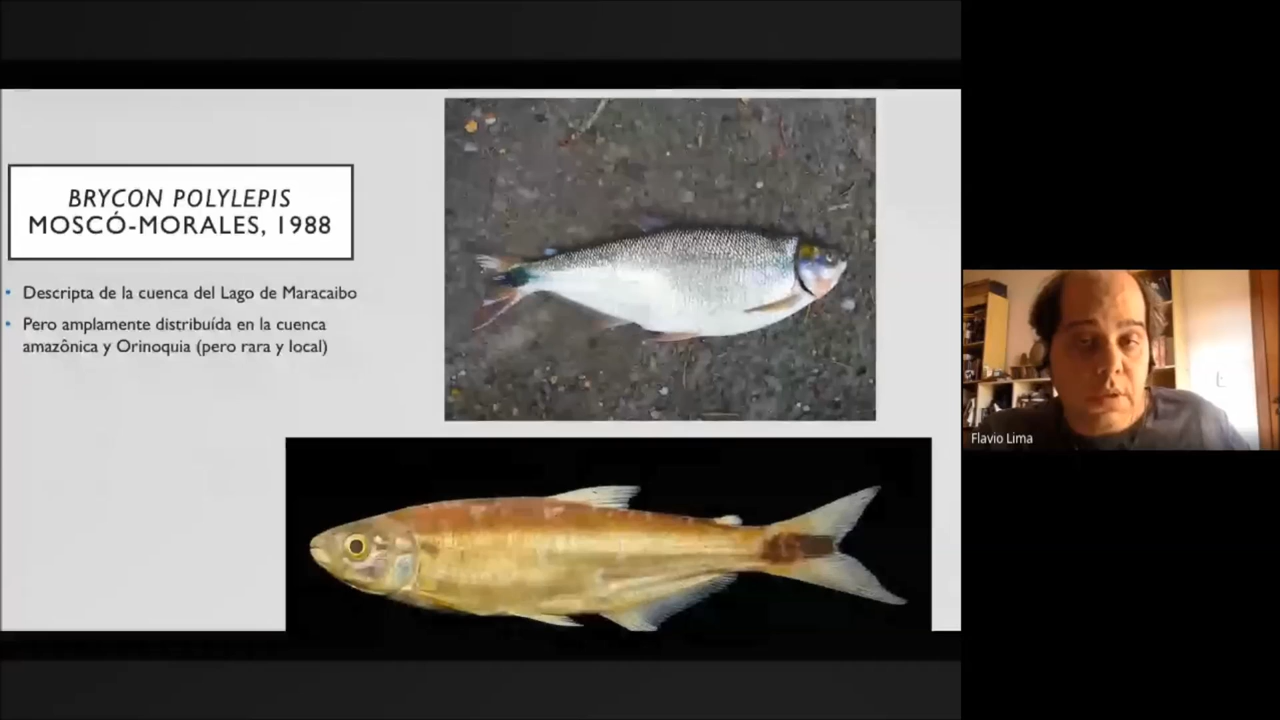 BRYCON POLYLEPIS
MOSCÓ-MORALES, 1988
• Descripta de la cuenca del Lago de Maracaibo
• Pero amplamente distribuída en la cuenca
amazônica y Orinoquia (pero rara y local)
Flavio Lima